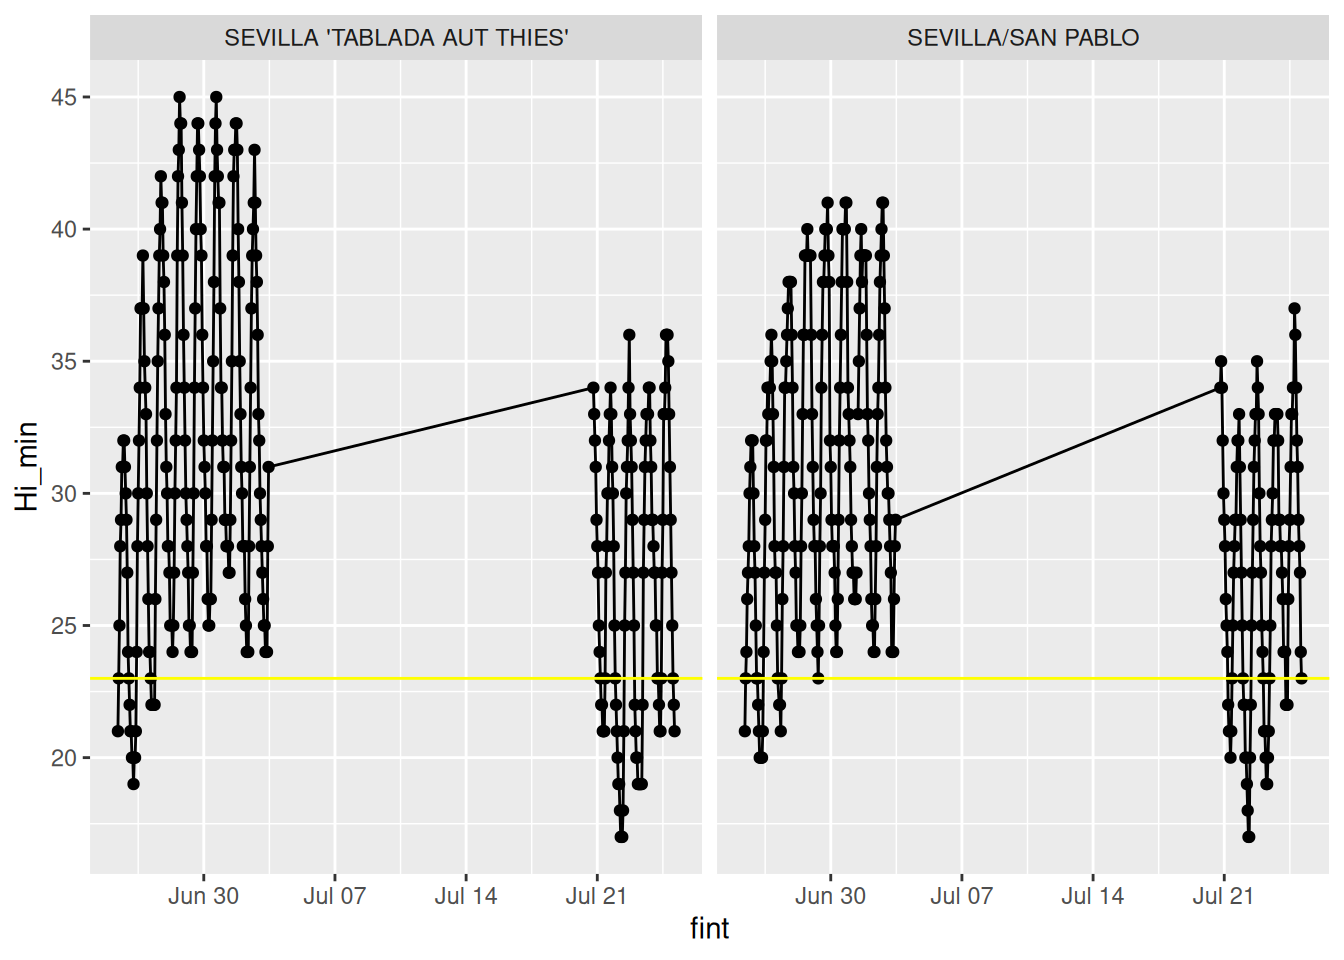 SEVILLA 'TABLADA AUT THIES'
SEVILLA/SAN PABLO
45
40
35
30
25
20
Hi_min
Jun 30 Jul 07 Jul 14 Jul 21
Jun 30 Jul 07 Jul 14 Jul 21
fint